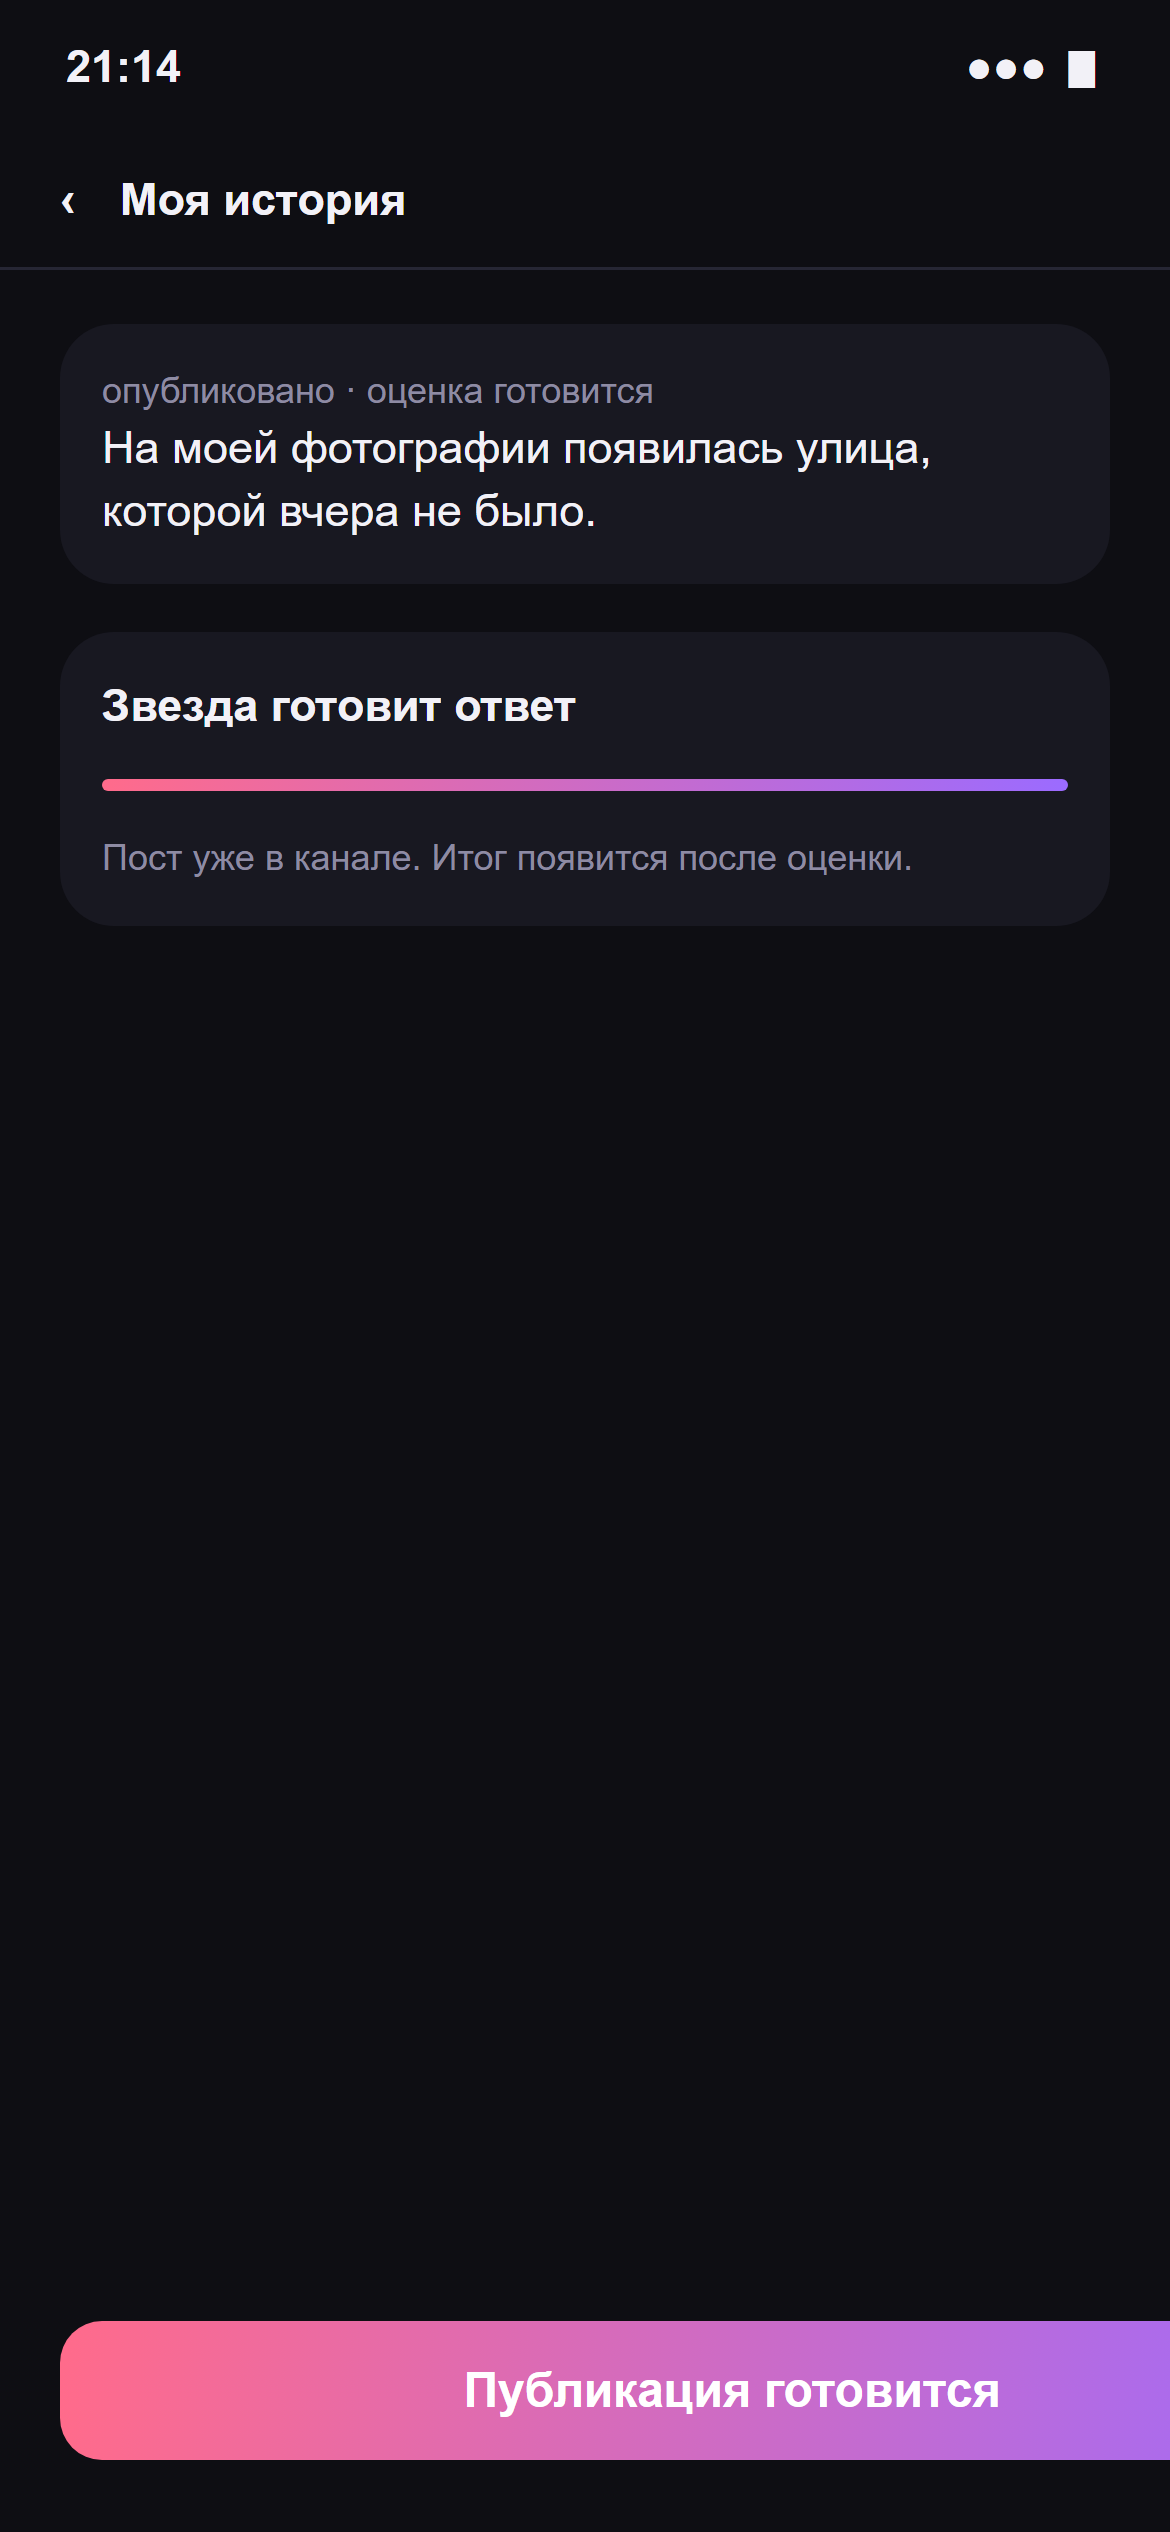 21:14
‹ Моя история
опубликовано · оценка готовится
На моей фотографии появилась улица,
которой вчера не было.
Звезда готовит ответ
Пост уже в канале. Итог появится после оценки.
Публикация готовится